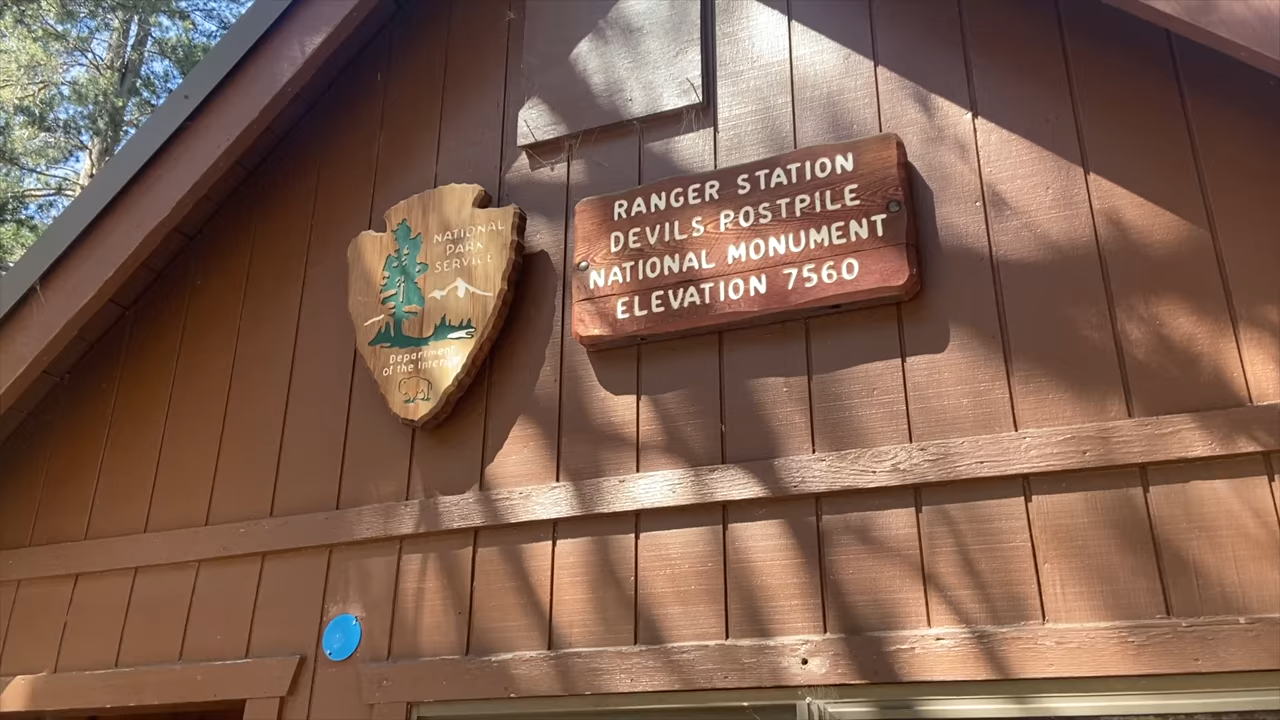 NATIONAL
PARK
SERVICE
Department
of the Interior
RANGER STATION
DEVILS POSTPILE
NATIONAL MONUMENT
ELEVATION 7560